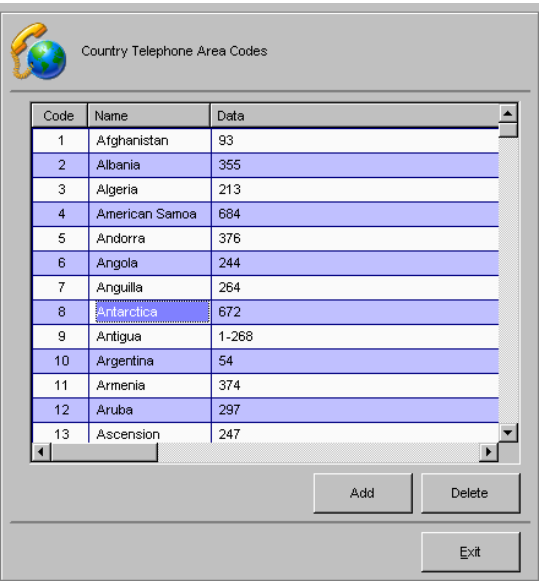 Country Telephone Area Codes
Code Name Data
1 Afghanistan 93
2 Albania 355
3 Algeria 213
4 American Samoa 684
5 Andorra 376
6 Angola 244
7 Anguilla 264
8 Antarctica 672
9 Antigua 1-268
10 Argentina 54
11 Armenia 374
12 Aruba 297
13 Ascension 247
Add Delete
Exit